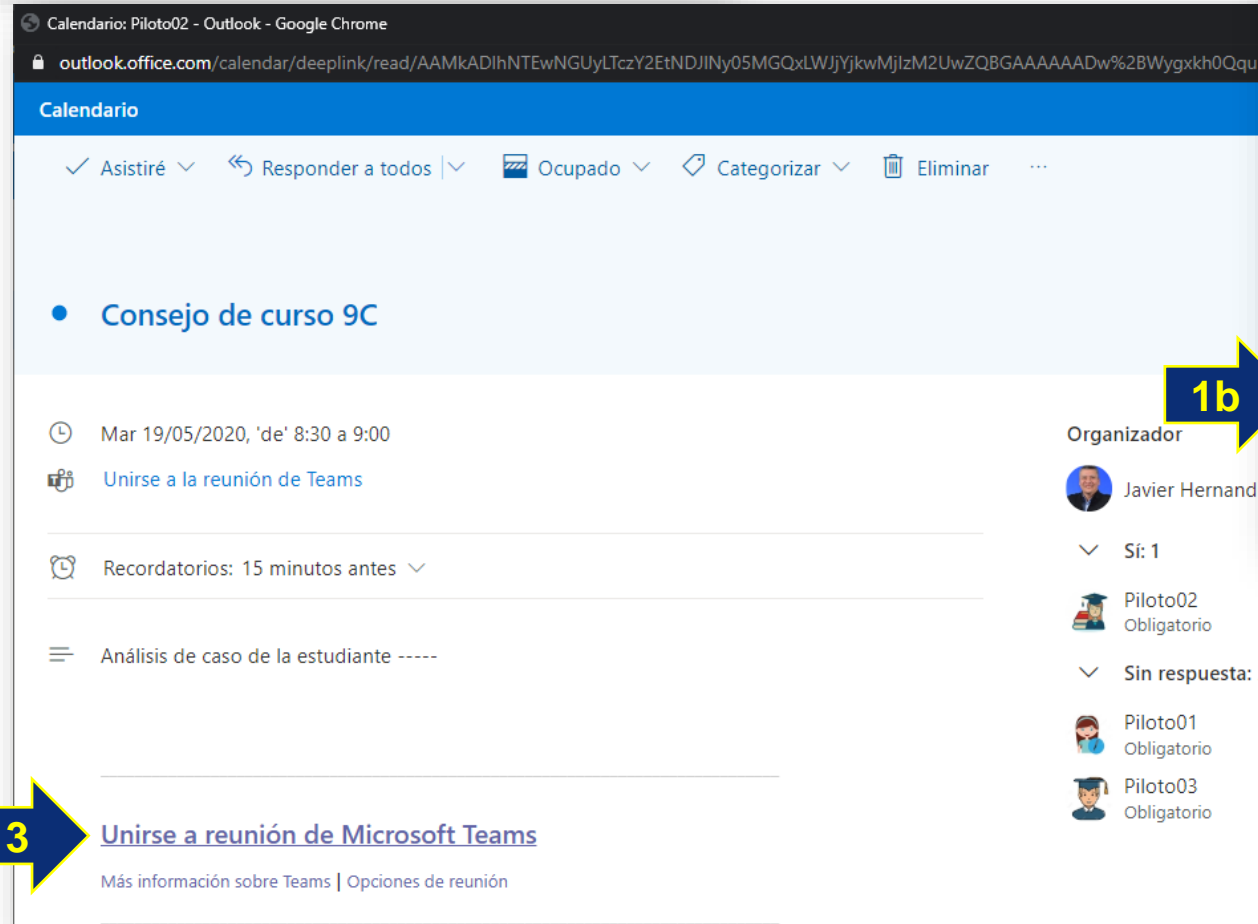 Calendario: Piloto02 - Outlook - Google Chrome
outlook.office.com/calendar/deeplink/read/AAMkADlhNTEwNGUyLTczY2EtNDJlNy05MGQxLWJjYjkwMjIzM2UwZQBGAAAAAADw%2BWygxkh0Qqu
Calendario
Asistiré Responder a todos Ocupado Categorizar Eliminar ...
Consejo de curso 9C
1b
Mar 19/05/2020, 'de' 8:30 a 9:00
Organizador
Unirse a la reunión de Teams
Javier Hernand
Sí: 1
Recordatorios: 15 minutos antes
Piloto02
Obligatorio
Análisis de caso de la estudiante -----
Sin respuesta:
Piloto01
Obligatorio
Piloto03
Obligatorio
3
Unirse a reunión de Microsoft Teams
Más información sobre Teams | Opciones de reunión